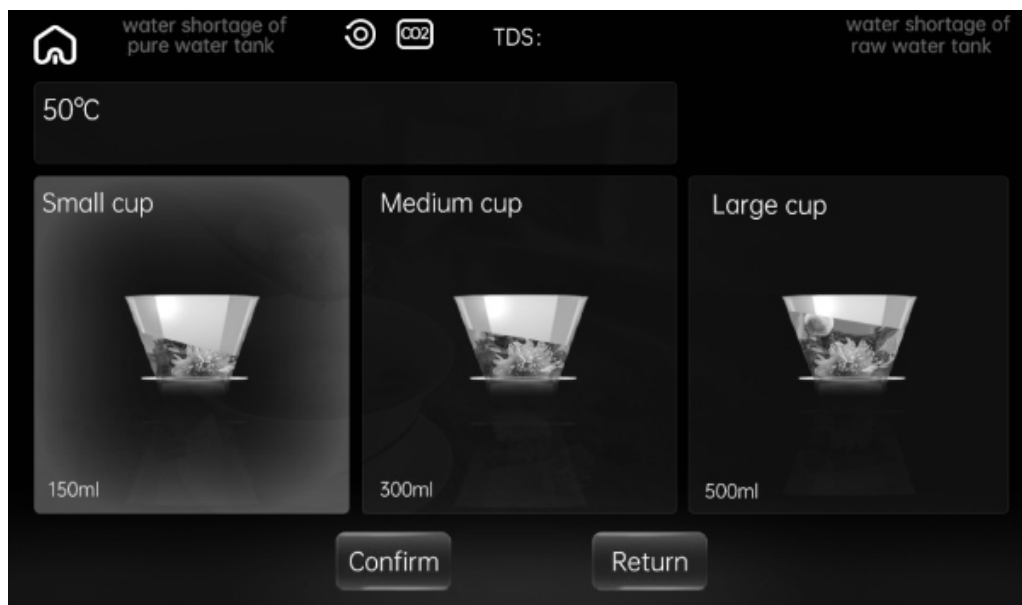 water shortage of
pure water tank
CO2
TDS:
water shortage of
raw water tank
50°C
Small cup
Medium cup
Large cup
150ml
300ml
500ml
Confirm
Return